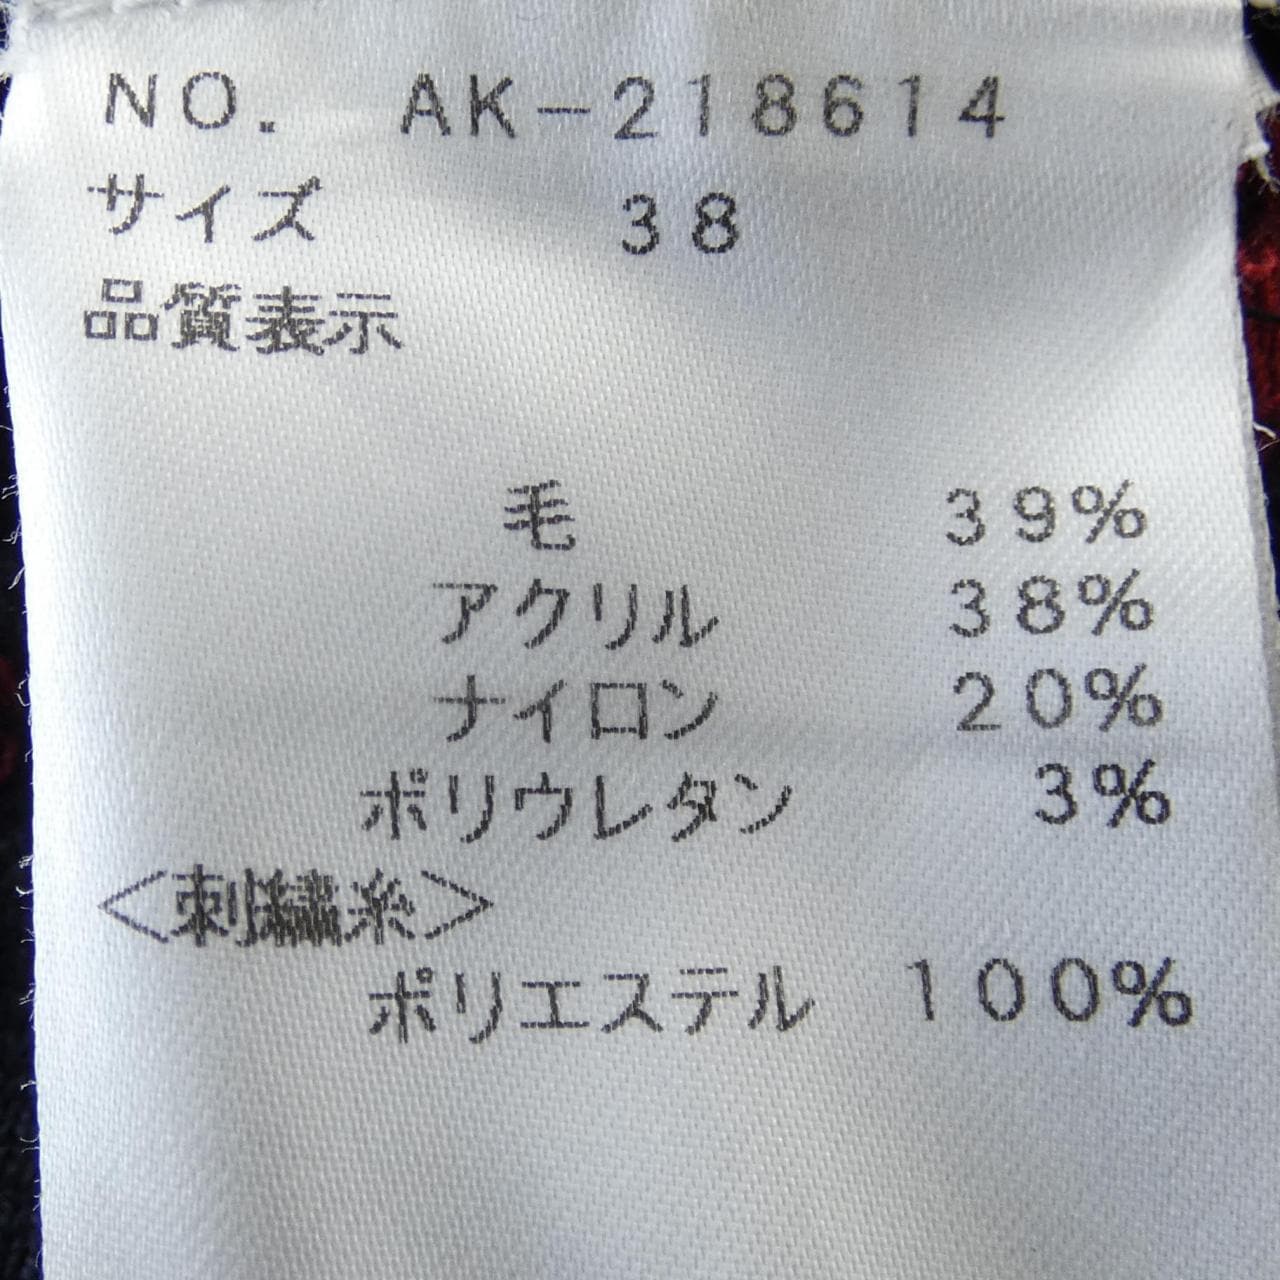 NO. AK-218614
サイズ 38
品質表示
毛 39%
アクリル 38%
ナイロン 20%
ポリウレタン 3%
<刺繍糸>
ポリエステル 100%